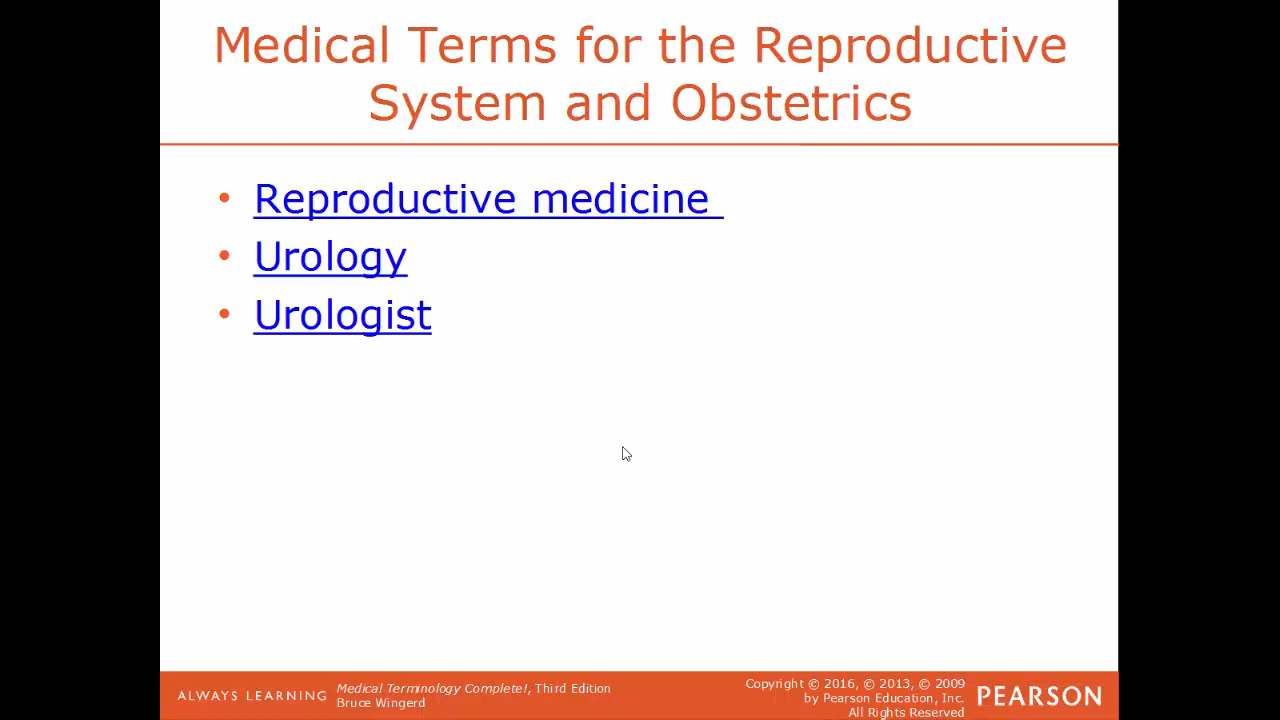 Medical Terms for the Reproductive
System and Obstetrics
• Reproductive medicine
• Urology
• Urologist
ALWAYS LEARNING
Medical Terminology Complete!, Third Edition
Bruce Wingerd
Copyright © 2016, © 2013, © 2009
by Pearson Education, Inc.
All Rights Reserved
PEARSON